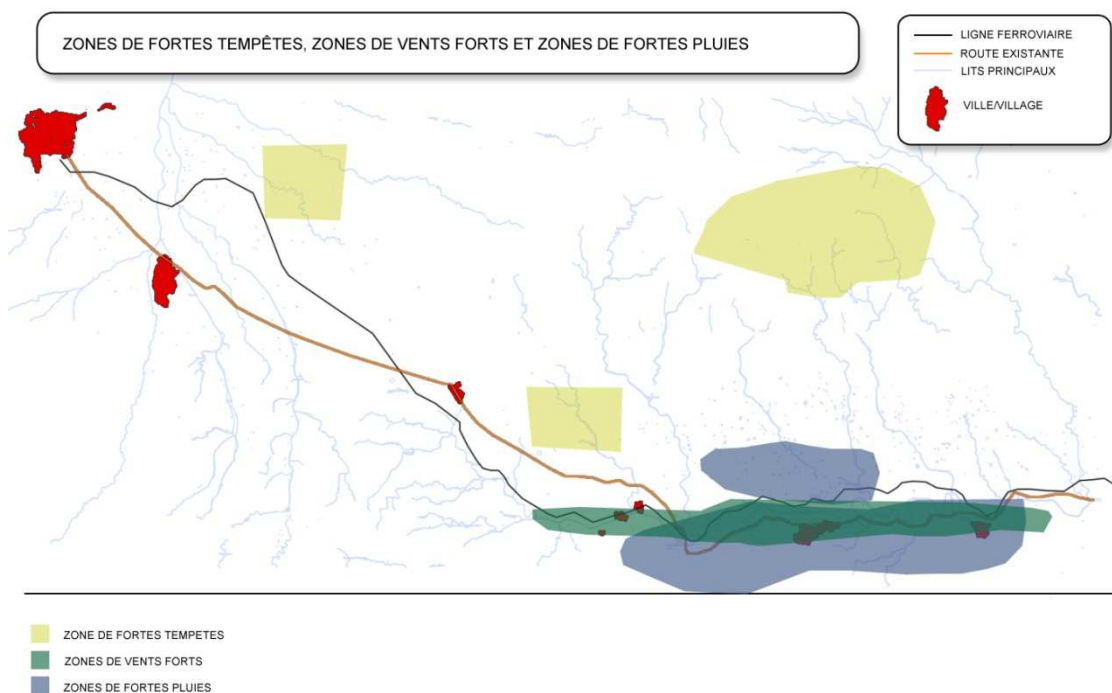 ZONES DE FORTES TEMPÊTES, ZONES DE VENTS FORTS ET ZONES DE FORTES PLUIES
LIGNE FERROVIAIRE
ROUTE EXISTANTE
LITS PRINCIPAUX
VILLE/VILLAGE
ZONE DE FORTES TEMPETES
ZONES DE VENTS FORTS
ZONES DE FORTES PLUIES